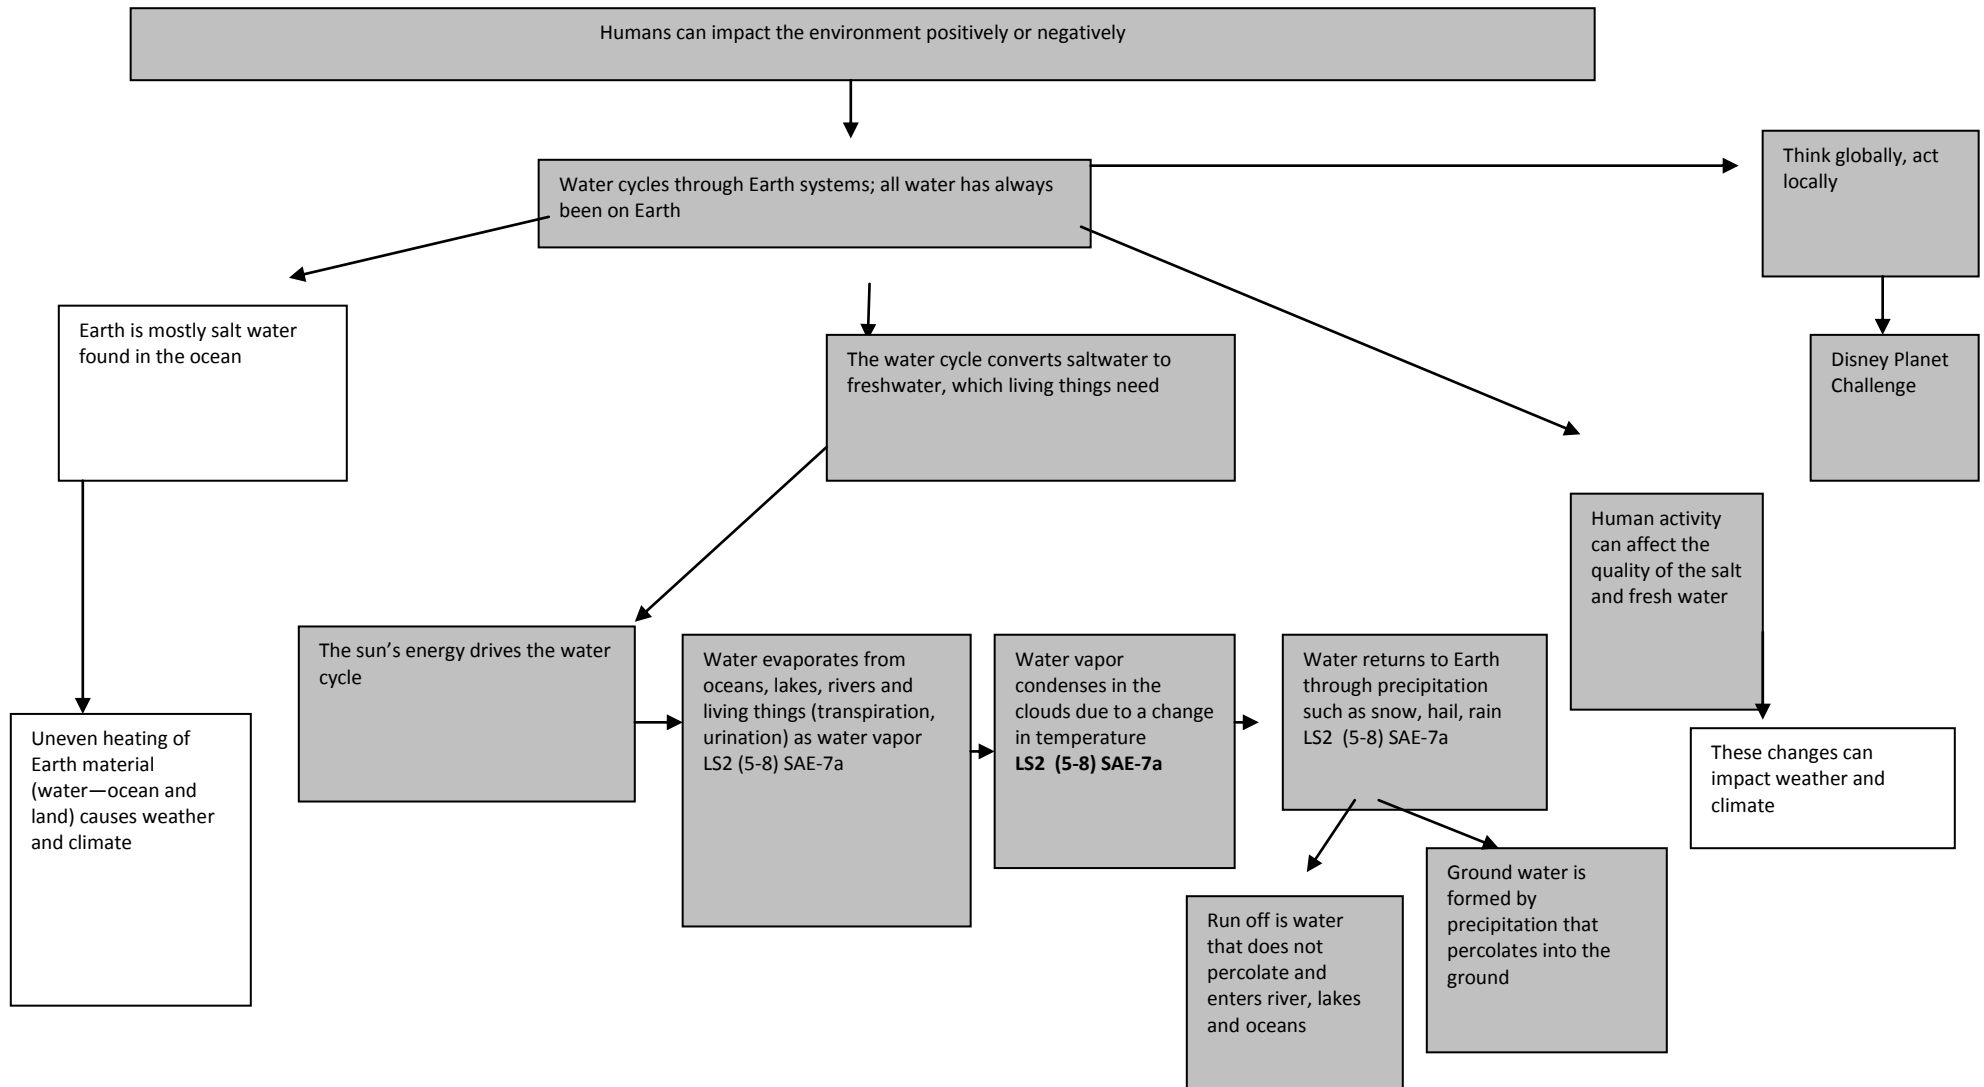 Humans can impact the environment positively or negatively
Think globally, act
locally
Water cycles through Earth systems; all water has always
been on Earth
Earth is mostly salt water
found in the ocean
The water cycle converts saltwater to
freshwater, which living things need
Disney Planet
Challenge
Human activity
can affect the
quality of the salt
and fresh water
The sun’s energy drives the water
cycle
Water evaporates from
oceans, lakes, rivers and
living things (transpiration,
urination) as water vapor
LS2 (5-8) SAE-7a
Water vapor
condenses in the
clouds due to a change
in temperature
LS2  (5-8) SAE-7a
Water returns to Earth
through precipitation
such as snow, hail, rain
LS2  (5-8) SAE-7a
Uneven heating of
Earth material
(water—ocean and
land) causes weather
and climate
These changes can
impact weather and
climate
Run off is water
that does not
percolate and
enters river, lakes
and oceans
Ground water is
formed by
precipitation that
percolates into the
ground